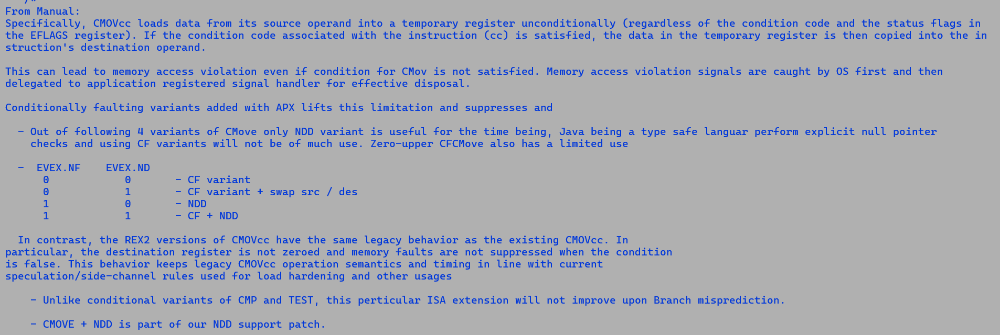 /*
From Manual:
Specifically, CMOVcc loads data from its source operand into a temporary register unconditionally (regardless of the condition code and the status flags in
the EFLAGS register). If the condition code associated with the instruction (cc) is satisfied, the data in the temporary register is then copied into the in
struction's destination operand.
This can lead to memory access violation even if condition for CMov is not satisfied. Memory access violation signals are caught by OS first and then
delegated to application registered signal handler for effective disposal.
Conditionally faulting variants added with APX lifts this limitation and suppresses and
- Out of following 4 variants of CMove only NDD variant is useful for the time being, Java being a type safe languar perform explicit null pointer
checks and using CF variants will not be of much use. Zero-upper CFCMove also has a limited use
- EVEX.NF EVEX.ND
0 0 - CF variant
0 1 - CF variant + swap src / des
1 0 - NDD
1 1 - CF + NDD
In contrast, the REX2 versions of CMOVcc have the same legacy behavior as the existing CMOVcc. In
particular, the destination register is not zeroed and memory faults are not suppressed when the condition
is false. This behavior keeps legacy CMOVcc operation semantics and timing in line with current
speculation/side-channel rules used for load hardening and other usages
- Unlike conditional variants of CMP and TEST, this perticular ISA extension will not improve upon Branch misprediction.
- CMOVE + NDD is part of our NDD support patch.